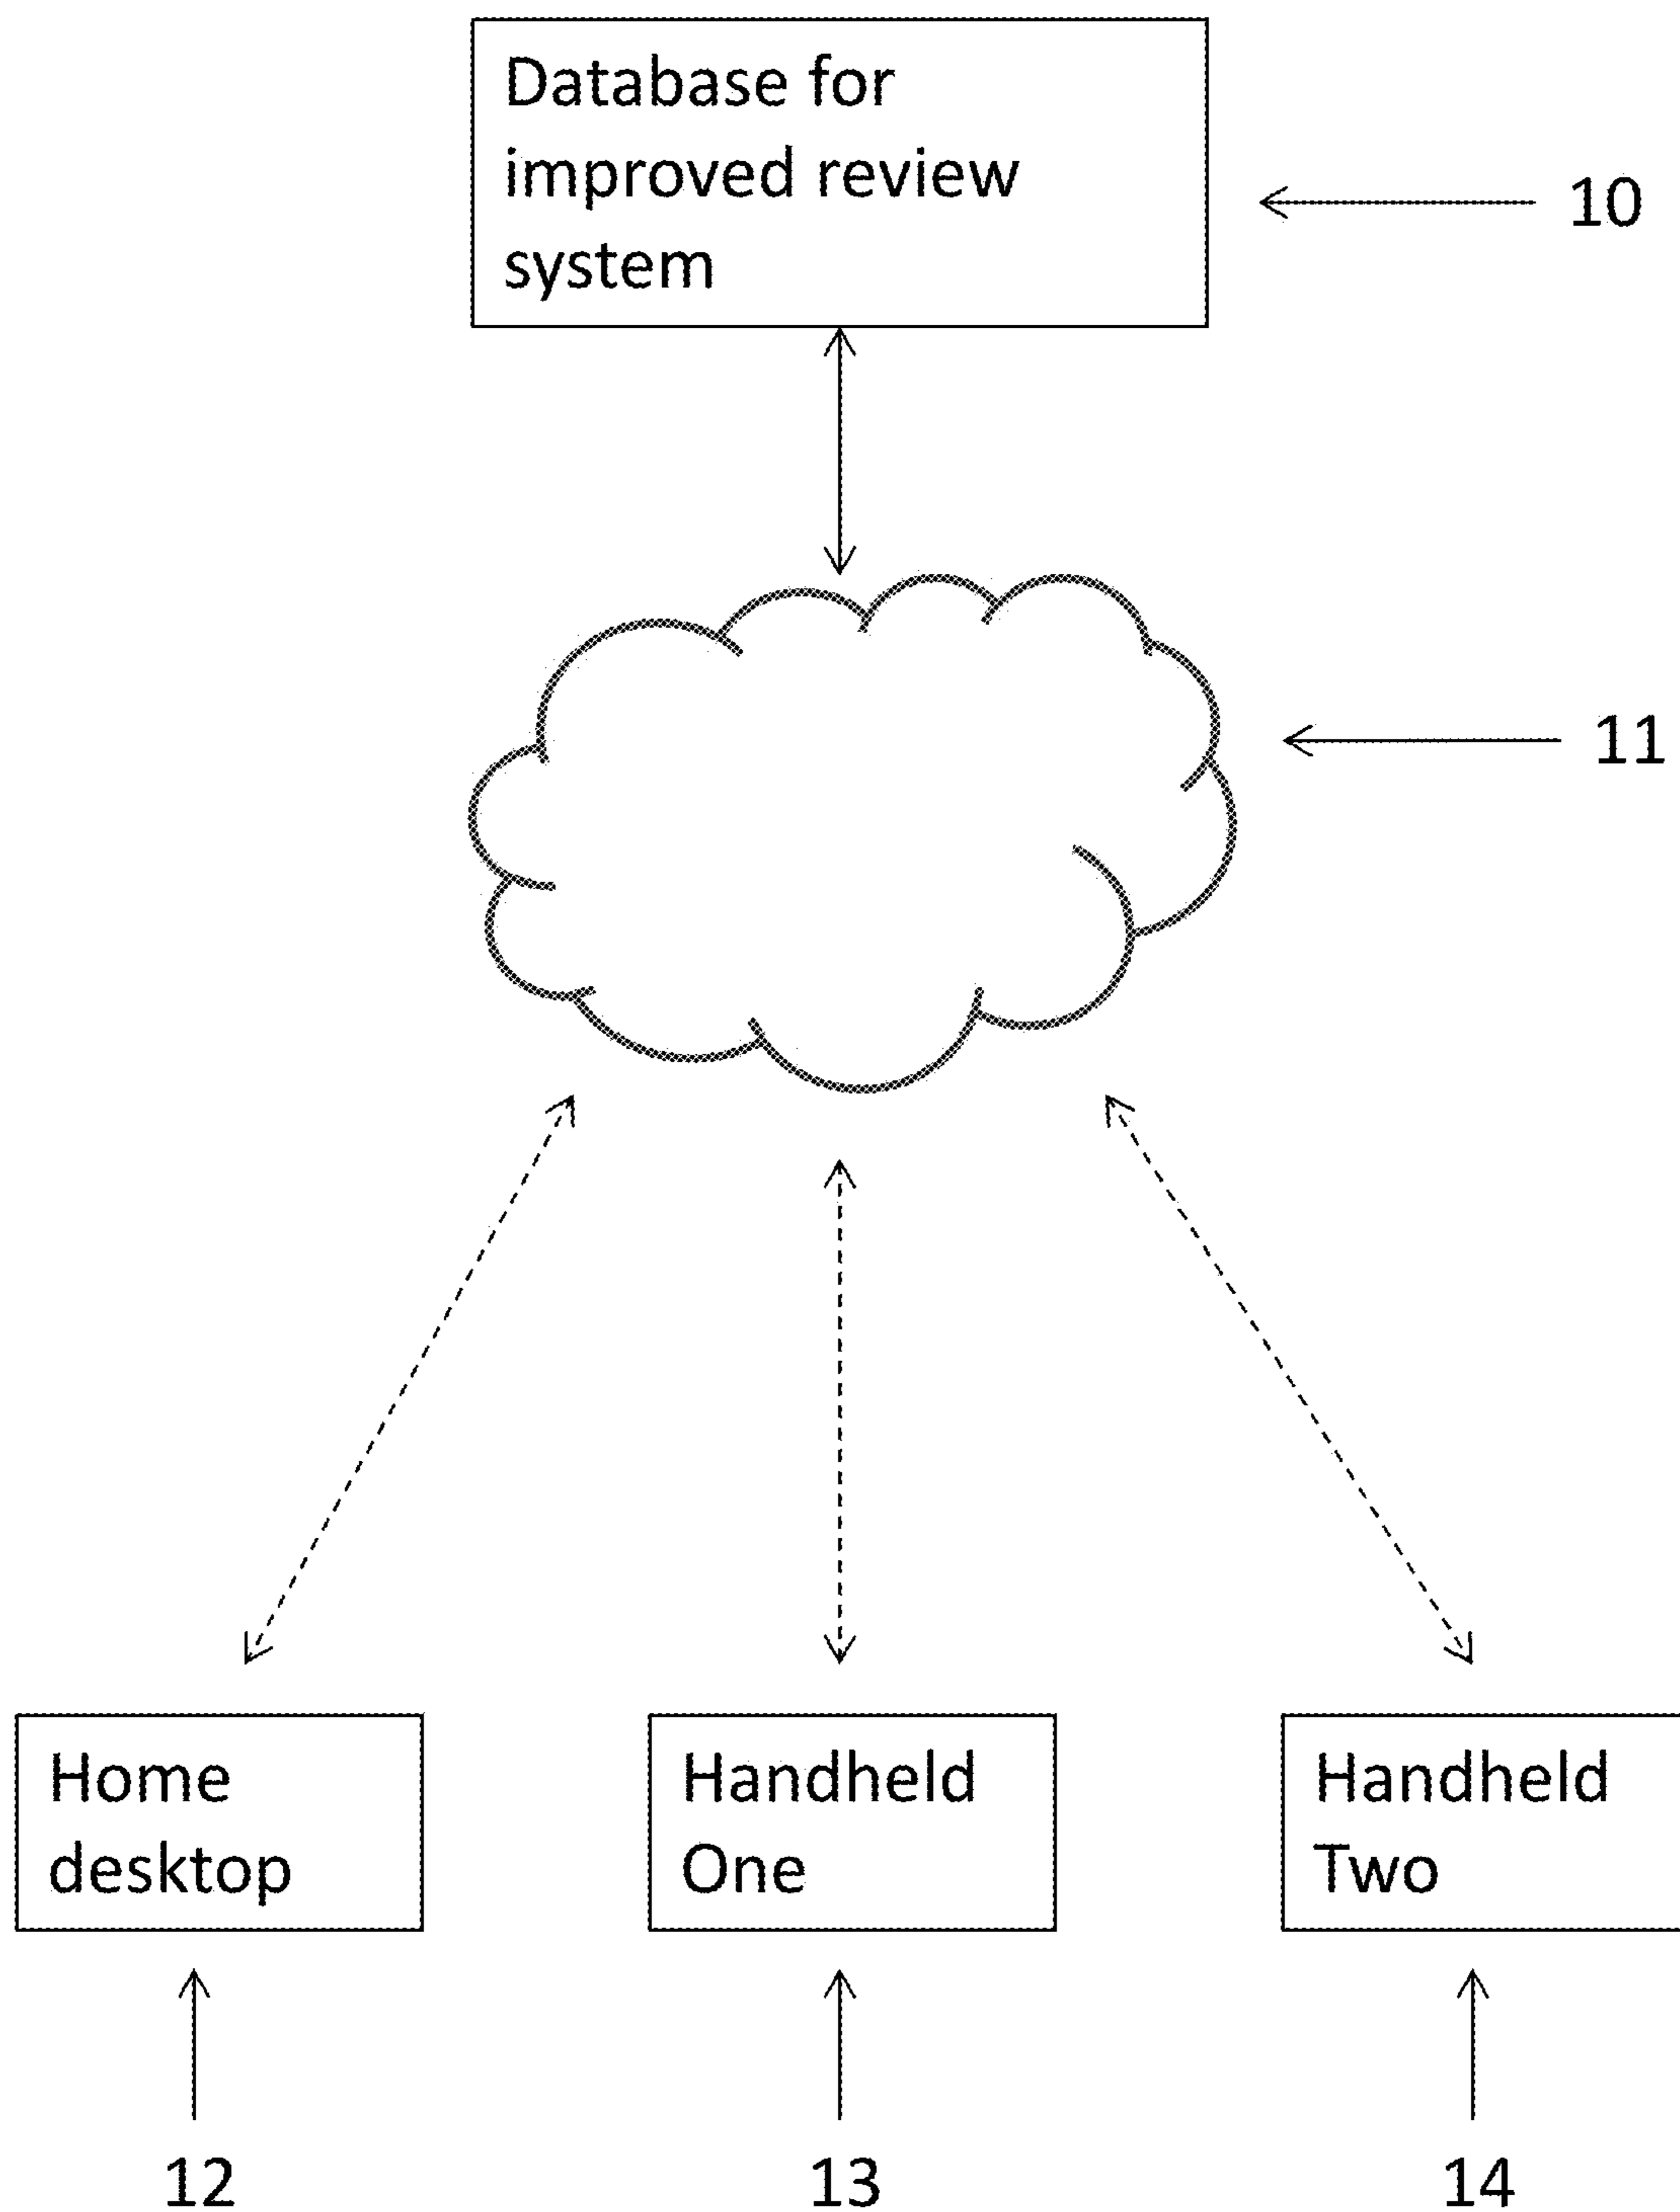 Database for
improved review
system
10
11
Home
desktop
Handheld
One
Handheld
Two
12
13
14